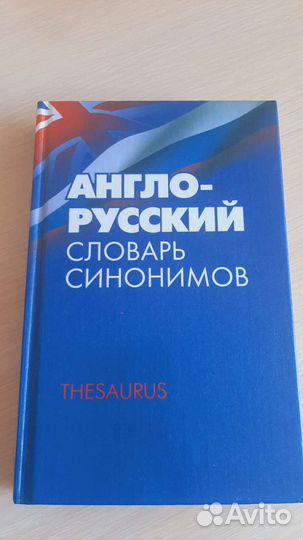 АНГЛО-
РУССКИЙ
СЛОВАРЬ
СИНОНИМОВ
THESAURUS
Avito